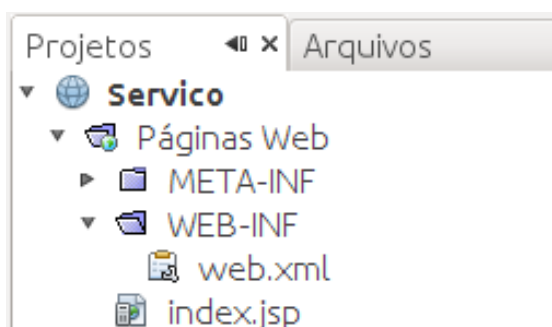 Projetos Arquivos
Servico
Páginas Web
META-INF
WEB-INF
web.xml
index.jsp